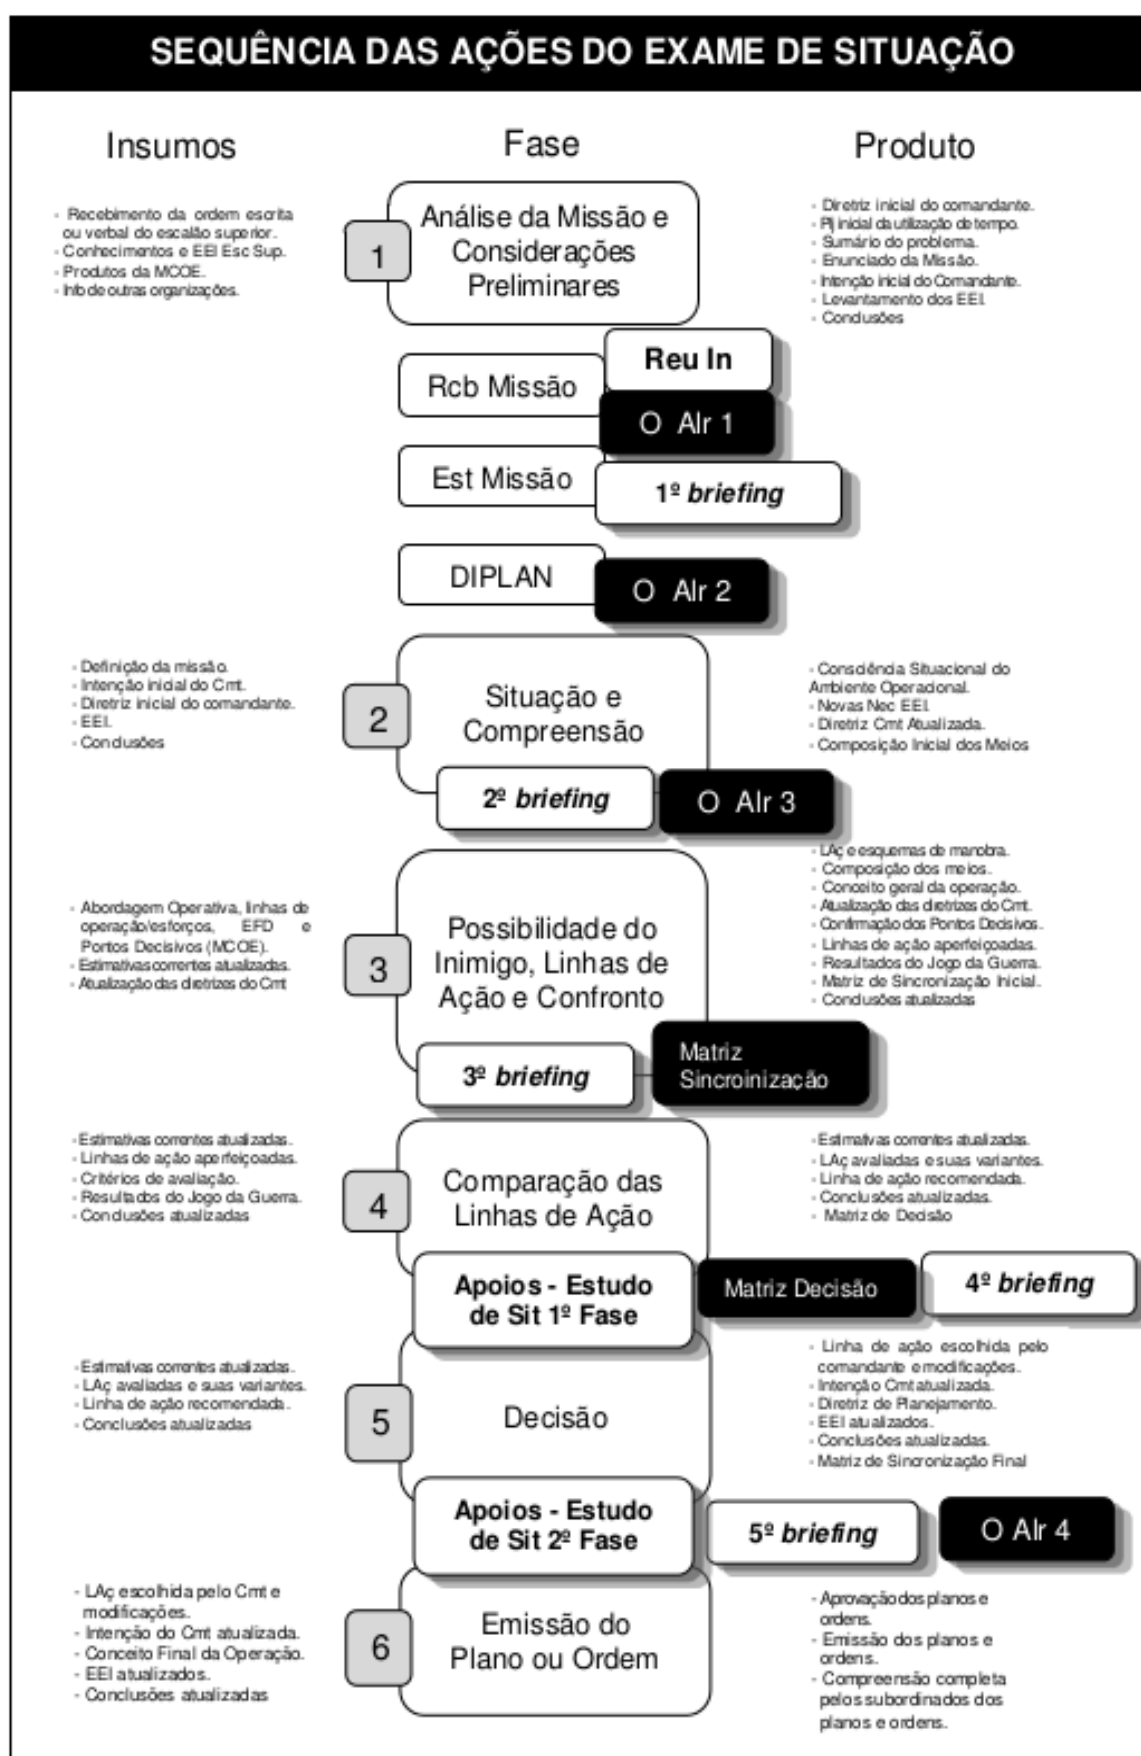 SEQUÊNCIA DAS AÇÕES DO EXAME DE SITUAÇÃO
Insumos
Fase
Produto
- Recebimento da ordem escrita
ou verbal do escalão superior.
- Conhecimentos e EEI Esc Sup.
- Produtos da MCOE.
- Info de outras organizações.
1
Análise da Missão e
Considerações
Preliminares
- Diretriz inicial do comandante.
- Plj inicial da utilização de tempo.
- Sumário do problema.
- Enunciado da Missão.
- Intenção inicial do Comandante.
- Levantamento dos EEI.
- Conclusões
Rcb Missão
Reu In
O Alr 1
Est Missão
1º briefing
DIPLAN
O Alr 2
- Definição da missão.
- Intenção inicial do Cmt.
- Diretriz inicial do comandante.
- EEI.
- Conclusões
2
Situação e
Compreensão
2º briefing
O Alr 3
- Consciência Situacional do
Ambiente Operacional.
- Novas Nec EEI.
- Diretriz Cmt Atualizada.
- Composição Inicial dos Meios
- Abordagem Operativa, linhas de
operação/esforços, EFD e
Pontos Decisivos (MCOE).
- Estimativas correntes atualizadas.
- Atualização das diretrizes do Cmt
3
Possibilidade do
Inimigo, Linhas de
Ação e Confronto
3º briefing
Matriz
Sincroinização
- LAç e esquemas de manobra.
- Composição dos meios.
- Conceito geral da operação.
- Atualização das diretrizes do Cmt.
- Confirmação dos Pontos Decisivos.
- Linhas de ação aperfeiçoadas.
- Resultados do Jogo da Guerra.
- Matriz de Sincronização Inicial.
- Conclusões atualizadas
- Estimativas correntes atualizadas.
- Linhas de ação aperfeiçoadas.
- Critérios de avaliação.
- Resultados do Jogo da Guerra.
- Conclusões atualizadas
4
Comparação das
Linhas de Ação
- Estimativas correntes atualizadas.
- LAç avaliadas e suas variantes.
- Linha de ação recomendada.
- Conclusões atualizadas.
- Matriz de Decisão
Apoios - Estudo
de Sit 1º Fase
Matriz Decisão
4º briefing
- Estimativas correntes atualizadas.
- LAç avaliadas e suas variantes.
- Linha de ação recomendada.
- Conclusões atualizadas
5
Decisão
- Linha de ação escolhida pelo
comandante e modificações.
- Intenção Cmt atualizada.
- Diretriz de Planejamento.
- EEI atualizados.
- Conclusões atualizadas.
- Matriz de Sincronização Final
Apoios - Estudo
de Sit 2º Fase
5º briefing
O Alr 4
- LAç escolhida pelo Cmt e
modificações.
- Intenção do Cmt atualizada.
- Conceito Final da Operação.
- EEI atualizados.
- Conclusões atualizadas
6
Emissão do
Plano ou Ordem
- Aprovação dos planos e
ordens.
- Emissão dos planos e
ordens.
- Compreensão completa
pelos subordinados dos
planos e ordens.